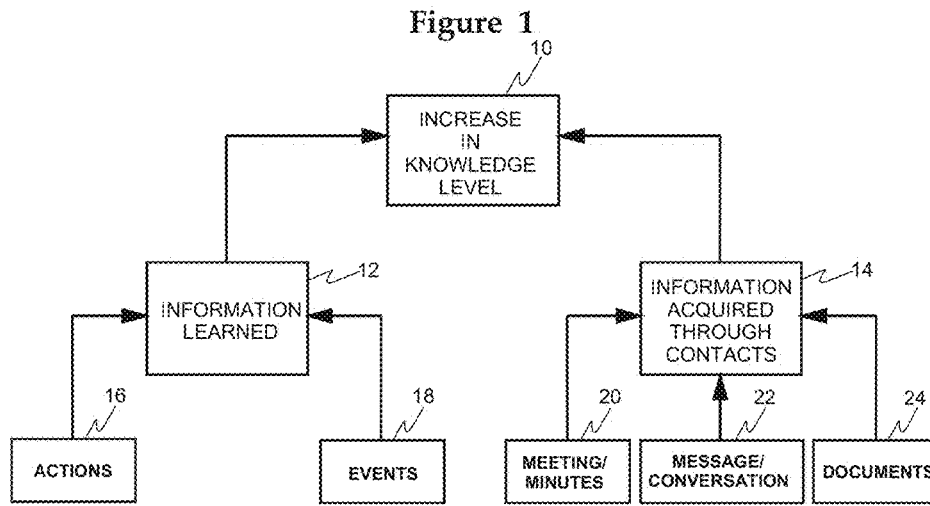 Figure 1
10
INCREASE
IN
KNOWLEDGE
LEVEL
12
INFORMATION
LEARNED
14
INFORMATION
ACQUIRED
THROUGH
CONTACTS
16
ACTIONS
18
EVENTS
20
MEETING/
MINUTES
22
MESSAGE/
CONVERSATION
24
DOCUMENTS